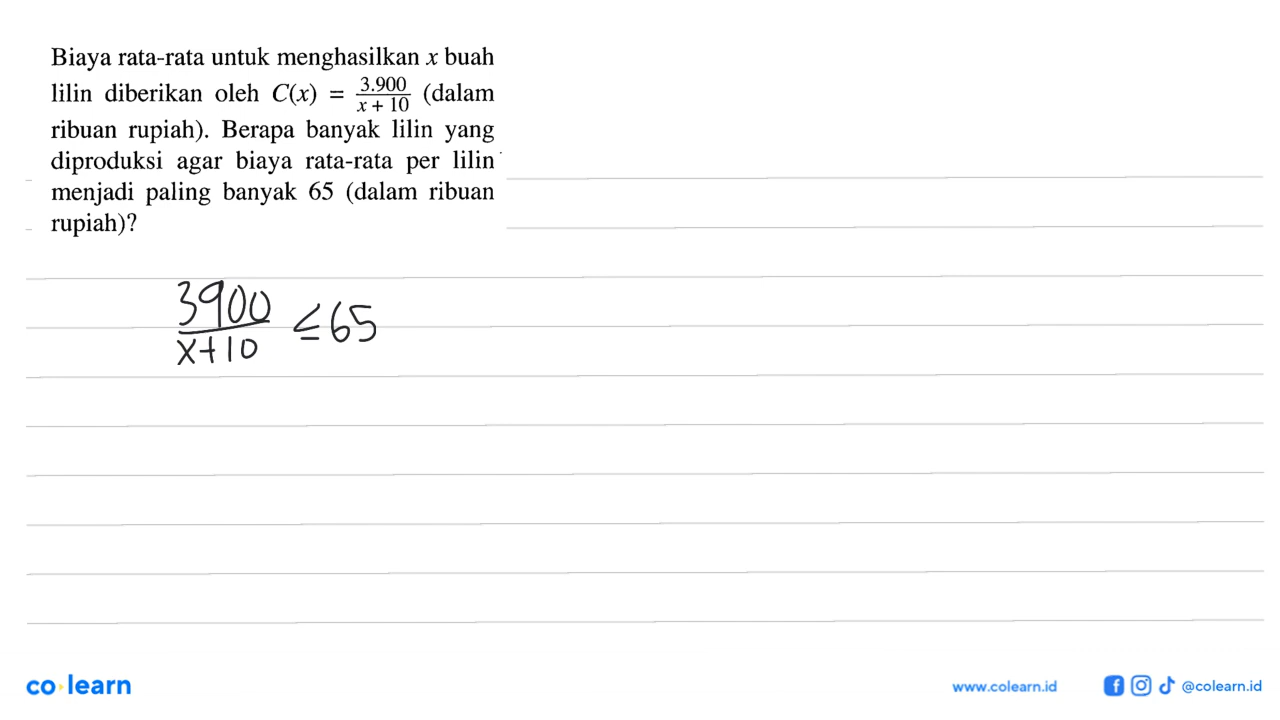 Biaya rata-rata untuk menghasilkan x buah
lilin diberikan oleh C(x) = 3.900/(x + 10) (dalam
ribuan rupiah). Berapa banyak lilin yang
diproduksi agar biaya rata-rata per lilin
menjadi paling banyak 65 (dalam ribuan
rupiah)?
3900/(x+10) ≤ 65
co learn
www.colearn.id
@colearn.id